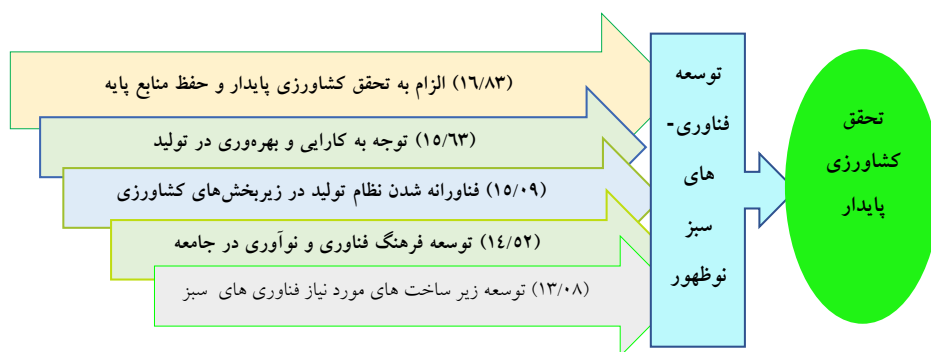 (۱۶/۸۳) الزام به تحقق کشاورزی پایدار و حفظ منابع پایه
(۱۵/۶۳) توجه به کارایی و بهره‌وری در تولید
(۱۵/۰۹) فناورانه شدن نظام تولید در زیربخش‌های کشاورزی
(۱۴/۵۲) توسعه فرهنگ فناوری و نوآوری در جامعه
(۱۳/۰۸) توسعه زیر ساخت های مورد نیاز فناوری های سبز
توسعه
فناوری-
های
سبز
نوظهور
تحقق
کشاورزی
پایدار